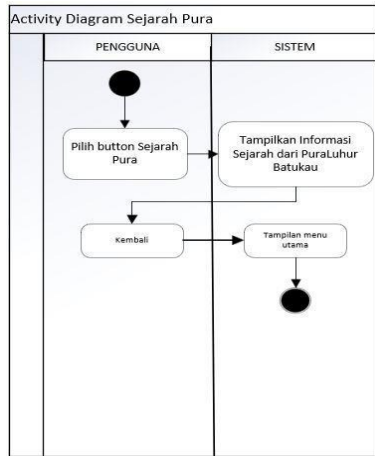 Activity Diagram Sejarah Pura
PENGGUNA
SISTEM
Pilih button Sejarah
Pura
Tampilkan Informasi
Sejarah dari PuraLuhur
Batukau
Kembali
Tampilan menu
utama